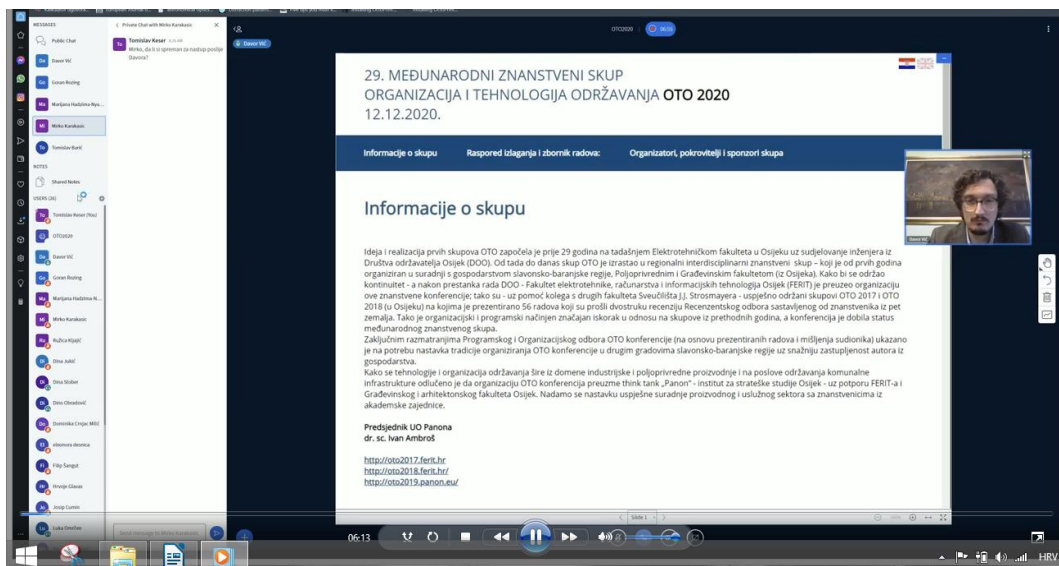 MESSAGES
Public Chat
Davor Vić
Goran Rozing
Marijana Hadzima-Nya...
Mirko Karakasic
Tomislav Barić
NOTES
Shared Notes
USERS (26)
Tomislav Keser (You)
OTO2020
Davor Vić
Goran Rozing
Marijana Hadzima-N...
Mirko Karakasic
Ružica Kljajić
Dina Jukić
Dina Stober
Dino Obradović
Dominika Crnjac Milić
eleonora desnica
Filip Šangut
Hrvoje Glavas
Josip Cumin
Private Chat with Mirko Karakasic
Tomislav Keser
Mirko, da li si spreman za nastup poslije
Davora?
Send message to Mirko Karakasic
Davor Vić
OTO2020
29. MEĐUNARODNI ZNANSTVENI SKUP
ORGANIZACIJA I TEHNOLOGIJA ODRŽAVANJA OTO 2020
12.12.2020.
Informacije o skupu
Raspored izlaganja i zbornik radova:
Organizatori, pokrovitelji i sponzori skupa
Informacije o skupu
Ideja i realizacija prvih skupova OTO započela je prije 29 godina na tadašnjem Elektrotehničkom fakulteta u Osijeku uz sudjelovanje inženjera iz
Društva održavatelja Osijek (DOO). Od tada do danas skup OTO je izrastao u regionalni interdisciplinarni znanstveni skup – koji je od prvih godina
organiziran u suradnji s gospodarstvom slavonsko-baranjske regije, Poljoprivrednim i Građevinskim fakultetom (iz Osijeka). Kako bi se održao
kontinuitet - a nakon prestanka rada DOO - Fakultet elektrotehnike, računarstva i informacijskih tehnologija Osijek (FERIT) je preuzeo organizaciju
ove znanstvene konferencije; tako su - uz pomoć kolega s drugih fakulteta Sveučilišta J.J. Strosmayera - uspješno održani skupovi OTO 2017 i OTO
2018 (u Osijeku) na kojima je prezentirano 56 radova koji su prošli dvostruku recenziju Recenzentskog odbora sastavljenog od znanstvenika iz pet
zemalja. Tako je organizacijski i programski načinjen značajan iskorak u odnosu na skupove iz prethodnih godina, a konferencija je dobila status
međunarodnog znanstvenog skupa.
Zaključnim razmatranjima Programskog i Organizacijskog odbora OTO konferencije (na osnovu prezentiranih radova i mišljenja sudionika) ukazano
je na potrebu nastavka tradicije organiziranja OTO konferencije u drugim gradovima slavonsko-baranjske regije uz snažniju zastupljenost autora iz
gospodarstva.
Kako se tehnologije i organizacija održavanja šire iz domene industrijske i poljoprivredne proizvodnje i na poslove održavanja komunalne
infrastrukture odlučeno je da organizaciju OTO konferencija preuzme think tank „Panon" - institut za strateške studije Osijek - uz potporu FERIT-a i
Građevinskog i arhitektonskog fakulteta Osijek. Nadamo se nastavku uspješne suradnje proizvodnog i uslužnog sektora sa znanstvenicima iz
akademske zajednice.
Predsjednik UO Panona
dr. sc. Ivan Ambroš
http://oto2017.ferit.hr
http://oto2018.ferit.hr/
http://oto2019.panon.eu/
Davor Vić
Slide 1
06:13
HRV